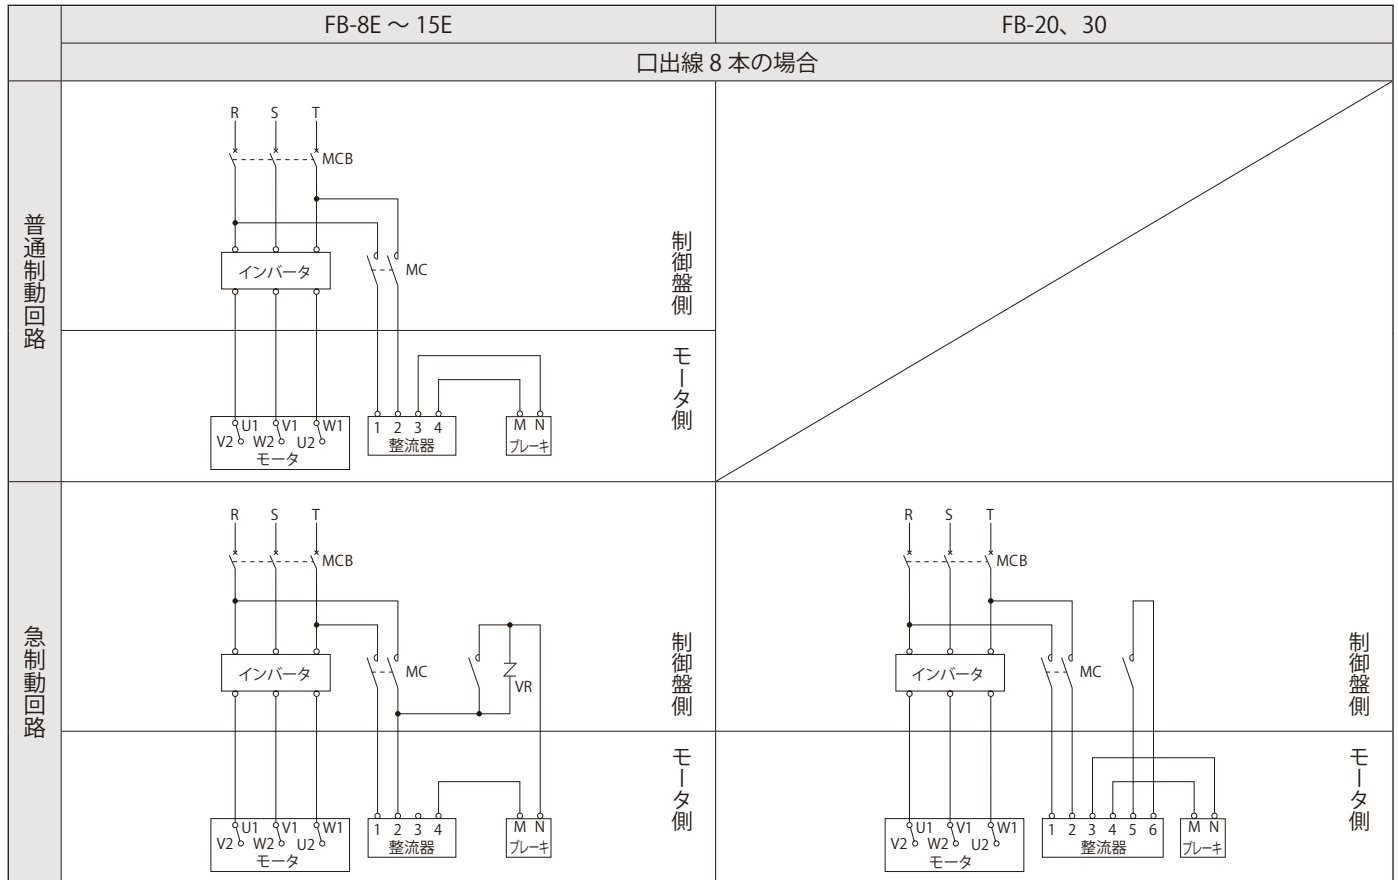 FB-8E ～ 15E
FB-20、30
口出線 8 本の場合
普通制動回路
R S T
MCB
インバータ
MC
制御盤側
モータ側
U1 V1 W1
V2 W2 U2
モータ
1 2 3 4
整流器
M N
ブレーキ
急制動回路
R S T
MCB
インバータ
MC
VR
制御盤側
モータ側
U1 V1 W1
V2 W2 U2
モータ
1 2 3 4
整流器
M N
ブレーキ
R S T
MCB
インバータ
MC
制御盤側
モータ側
U1 V1 W1
V2 W2 U2
モータ
1 2 3 4 5 6
整流器
M N
ブレーキ